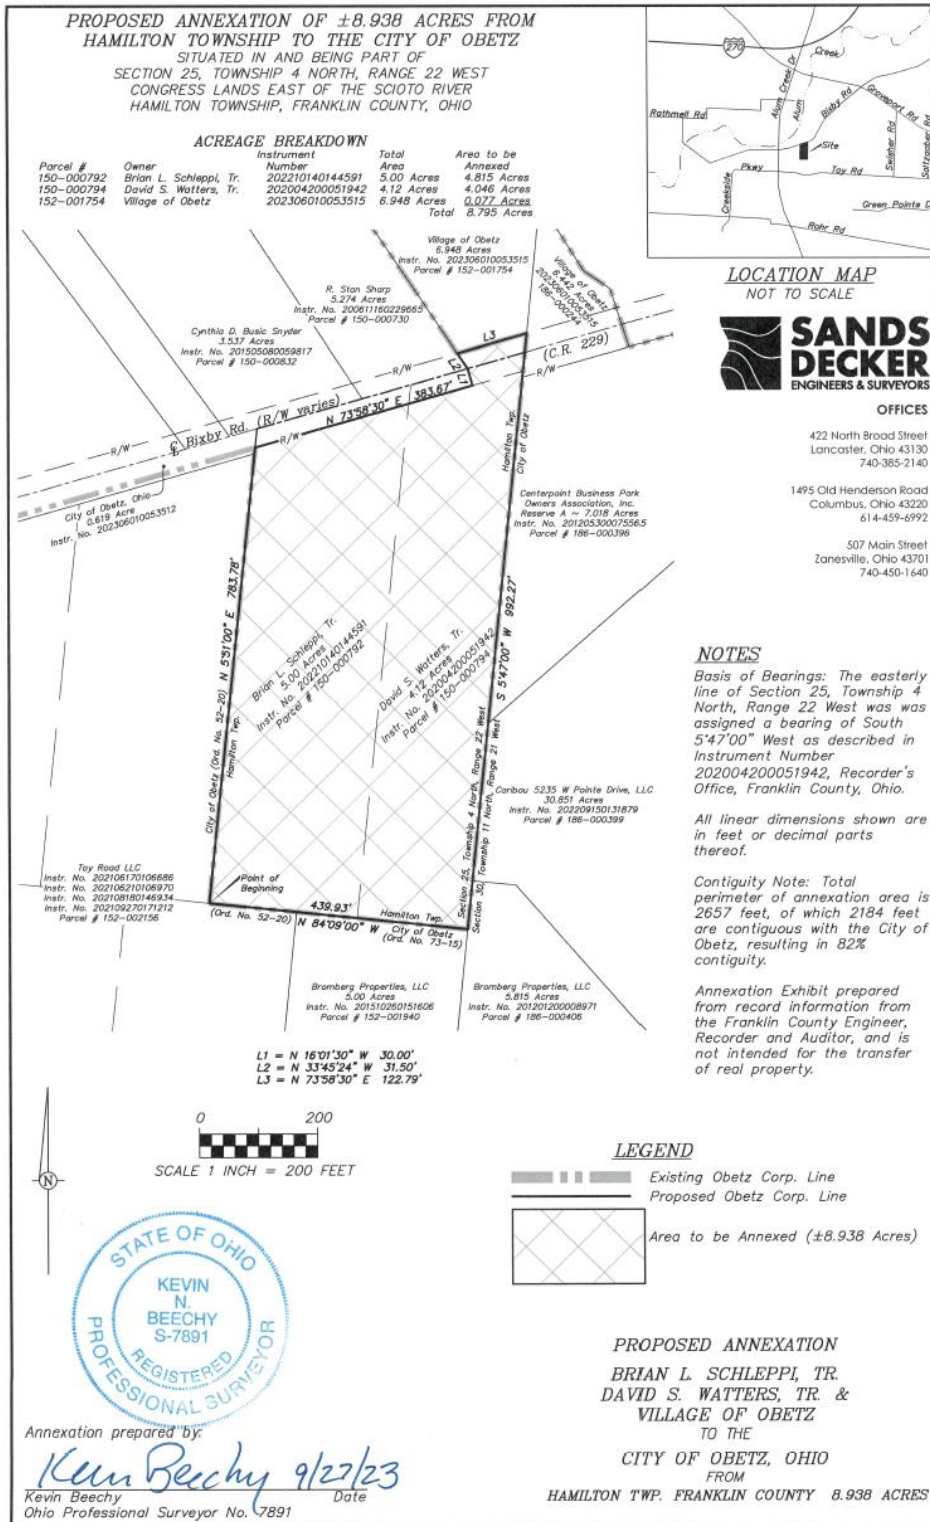 PROPOSED ANNEXATION OF ±8.938 ACRES FROM
HAMILTON TOWNSHIP TO THE CITY OF OBETZ
SITUATED IN AND BEING PART OF
SECTION 25, TOWNSHIP 4 NORTH, RANGE 22 WEST
CONGRESS LANDS EAST OF THE SCIOTO RIVER
HAMILTON TOWNSHIP, FRANKLIN COUNTY, OHIO
ACREAGE BREAKDOWN
Parcel # Owner Instrument Number Total Area Area to be Annexed
150-000792 Brian L. Schleppi, Tr. 202210140144591 5.00 Acres 4.815 Acres
150-000794 David S. Watters, Tr. 202004200051942 4.12 Acres 4.046 Acres
152-001754 Village of Obetz 202306010053515 6.948 Acres 0.077 Acres
Total 8.795 Acres
270
Creek
Alum Creek Dr
Alum
Bixby Rd
Groveport Rd
Rathmell Rd
Site
Swisher Rd
Saltzgaber Rd
Pkwy
Toy Rd
Creekside
Green Pointe D
Rohr Rd
LOCATION MAP
NOT TO SCALE
SANDS
DECKER
ENGINEERS & SURVEYORS
OFFICES
422 North Broad Street
Lancaster, Ohio 43130
740-385-2140
1495 Old Henderson Road
Columbus, Ohio 43220
614-459-6992
507 Main Street
Zanesville, Ohio 43701
740-450-1640
Village of Obetz
6.948 Acres
Instr. No. 202306010053515
Parcel # 152-001754
Village of Obetz
6.442 Acres
202306010053515
186-000244
R. Stan Sharp
5.274 Acres
Instr. No. 200611160229665
Parcel # 150-000730
Cynthia D. Busic Snyder
3.537 Acres
Instr. No. 201505080059817
Parcel # 150-000832
L3
L2
L1
(C.R. 229)
R/W
R/W
N 73°58'30" E 383.67'
℄ Bixby Rd. (R/W varies)
R/W
R/W
City of Obetz, Ohio
0.619 Acre
Instr. No. 202306010053512
Hamilton Twp.
City of Obetz
Centerpoint Business Park
Owners Association, Inc.
Reserve A ~ 7.018 Acres
Instr. No. 201205300075565
Parcel # 186-000396
N 5°51'00" E 783.78'
City of Obetz (Ord. No. 52-20)
Hamilton Twp.
Brian L. Schleppi, Tr.
5.00 Acres
Instr. No. 202210140144591
Parcel # 150-000792
David S. Watters, Tr.
4.12 Acres
Instr. No. 202004200051942
Parcel # 150-000794
S 5°47'00" W 992.27'
Section 25, Township 4 North, Range 22 West
Section 30, Township 11 North, Range 21 West
Caribou 5235 W Pointe Drive, LLC
30.851 Acres
Instr. No. 202209150131879
Parcel # 186-000399
Toy Road LLC
Instr. No. 202106170106686
Instr. No. 202106210106970
Instr. No. 202108180146934
Instr. No. 202109270171212
Parcel # 152-002156
Point of
Beginning
439.93'
Hamilton Twp.
(Ord. No. 52-20) N 84°09'00" W City of Obetz
(Ord. No. 73-15)
Bromberg Properties, LLC
5.00 Acres
Instr. No. 201510260151606
Parcel # 152-001940
Bromberg Properties, LLC
5.815 Acres
Instr. No. 201201200008971
Parcel # 186-000406
L1 = N 16°01'30" W 30.00'
L2 = N 33°45'24" W 31.50'
L3 = N 73°58'30" E 122.79'
NOTES
Basis of Bearings: The easterly
line of Section 25, Township 4
North, Range 22 West was was
assigned a bearing of South
5°47'00" West as described in
Instrument Number
202004200051942, Recorder's
Office, Franklin County, Ohio.
All linear dimensions shown are
in feet or decimal parts
thereof.
Contiguity Note: Total
perimeter of annexation area is
2657 feet, of which 2184 feet
are contiguous with the City of
Obetz, resulting in 82%
contiguity.
Annexation Exhibit prepared
from record information from
the Franklin County Engineer,
Recorder and Auditor, and is
not intended for the transfer
of real property.
0 200
SCALE 1 INCH = 200 FEET
N
LEGEND
Existing Obetz Corp. Line
Proposed Obetz Corp. Line
Area to be Annexed (±8.938 Acres)
STATE OF OHIO
KEVIN
N.
BEECHY
S-7891
REGISTERED
PROFESSIONAL SURVEYOR
Annexation prepared by:
Kevin Beechy 9/27/23
Kevin Beechy Date
Ohio Professional Surveyor No. 7891
PROPOSED ANNEXATION
BRIAN L. SCHLEPPI, TR.
DAVID S. WATTERS, TR. &
VILLAGE OF OBETZ
TO THE
CITY OF OBETZ, OHIO
FROM
HAMILTON TWP. FRANKLIN COUNTY 8.938 ACRES